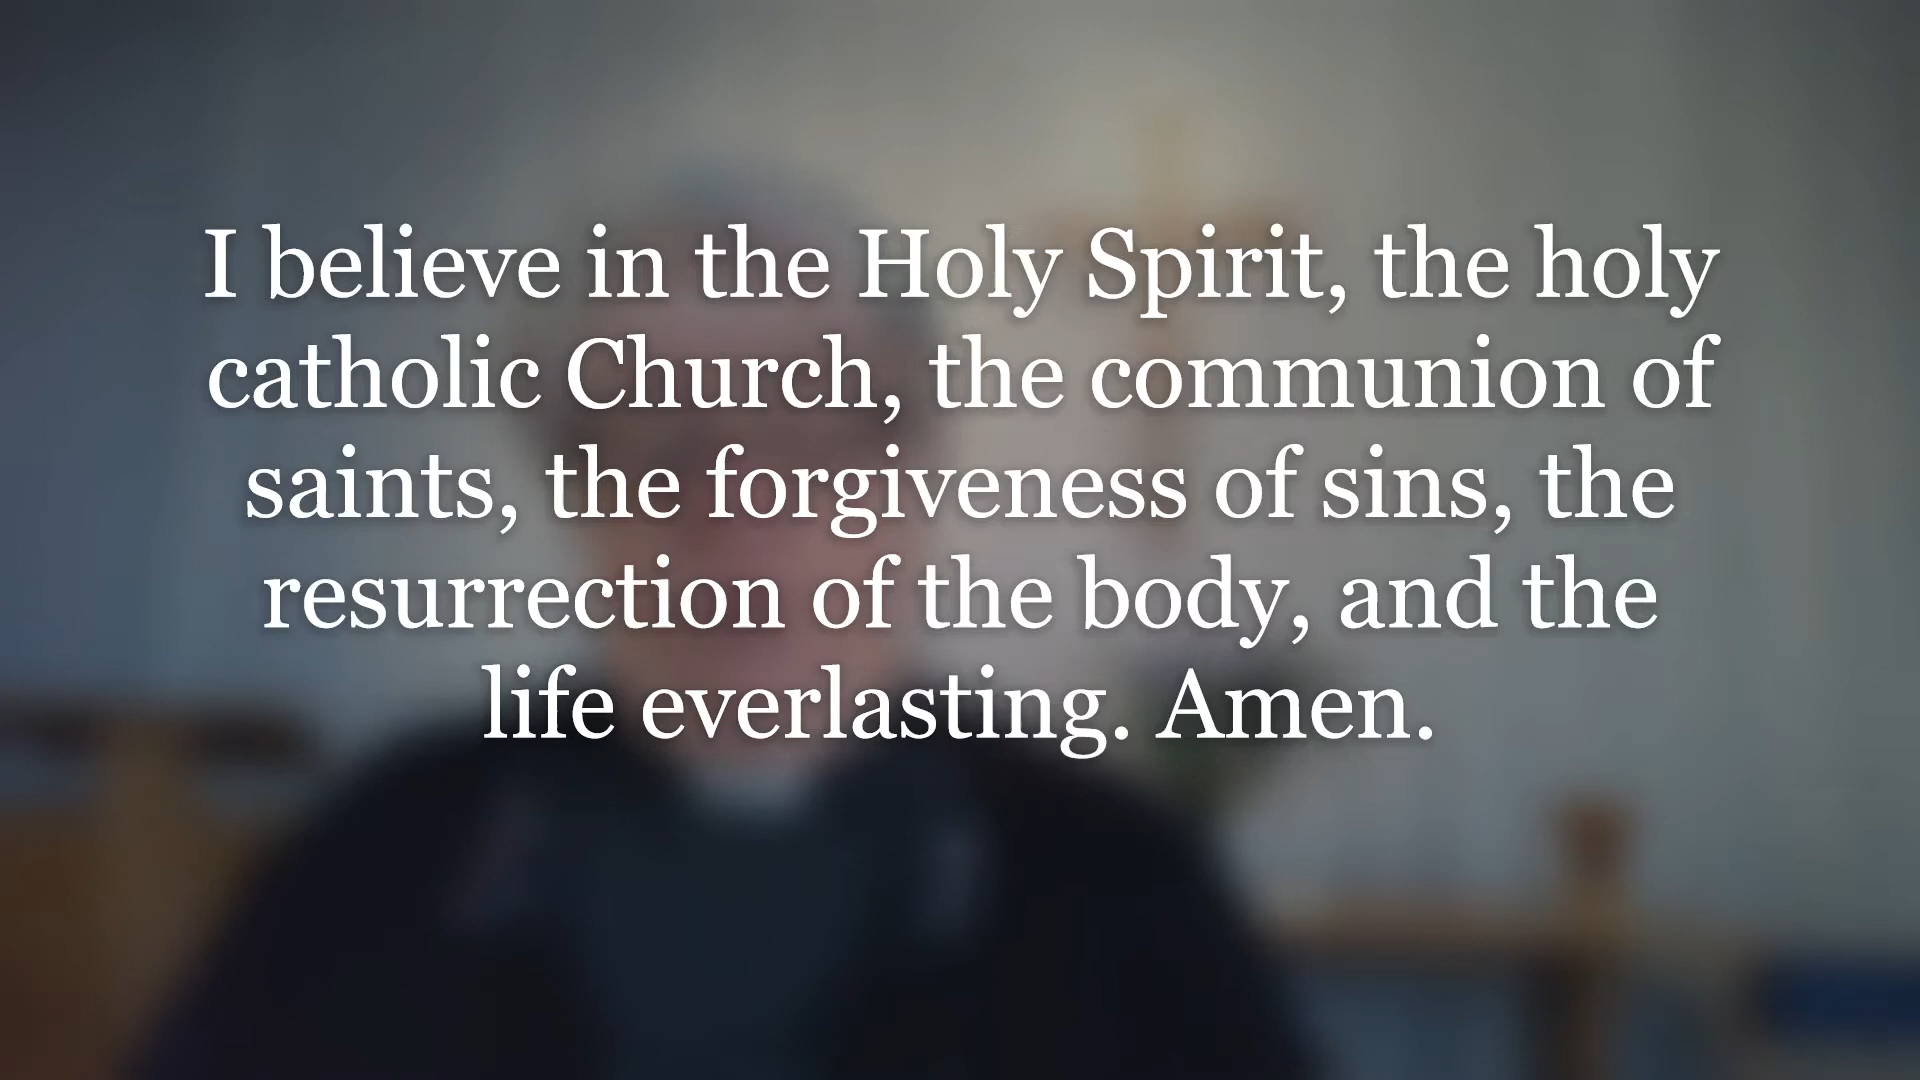 I believe in the Holy Spirit, the holy
catholic Church, the communion of
saints, the forgiveness of sins, the
resurrection of the body, and the
life everlasting. Amen.